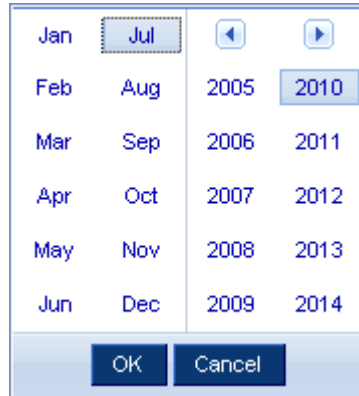 Jan Jul
Feb Aug 2005 2010
Mar Sep 2006 2011
Apr Oct 2007 2012
May Nov 2008 2013
Jun Dec 2009 2014
OK Cancel